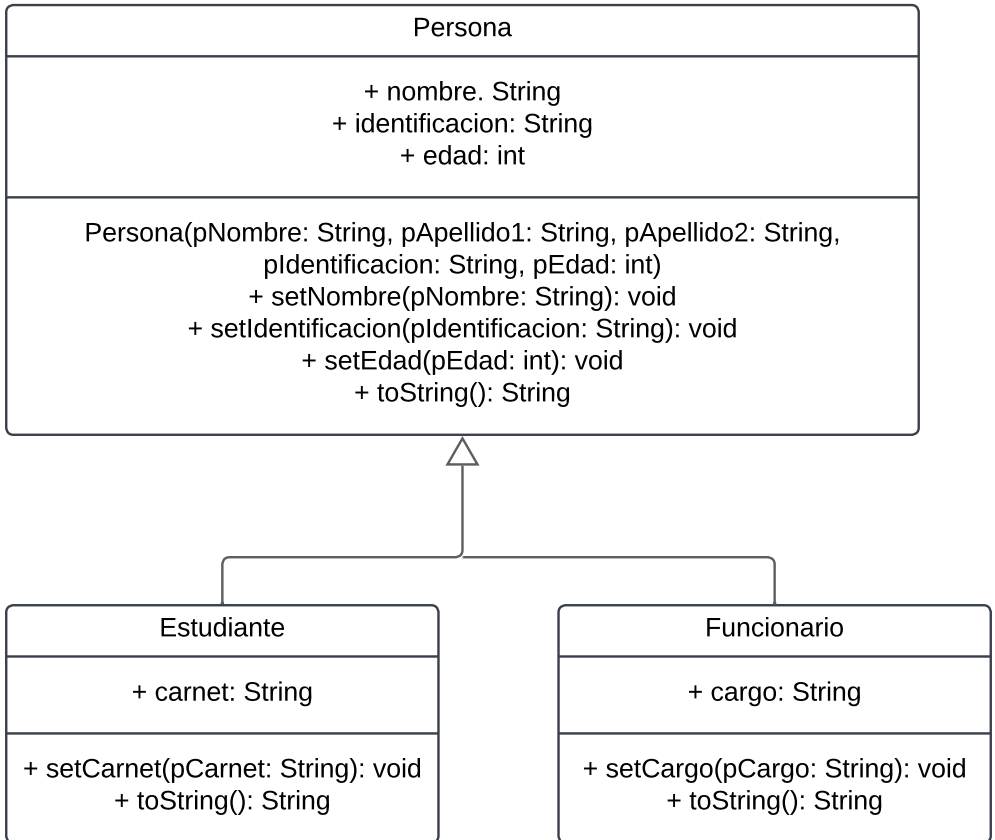 Persona
+ nombre. String
+ identificacion: String
+ edad: int
Persona(pNombre: String, pApellido1: String, pApellido2: String,
pIdentificacion: String, pEdad: int)
+ setNombre(pNombre: String): void
+ setIdentificacion(pIdentificacion: String): void
+ setEdad(pEdad: int): void
+ toString(): String
Estudiante
+ carnet: String
+ setCarnet(pCarnet: String): void
+ toString(): String
Funcionario
+ cargo: String
+ setCargo(pCargo: String): void
+ toString(): String